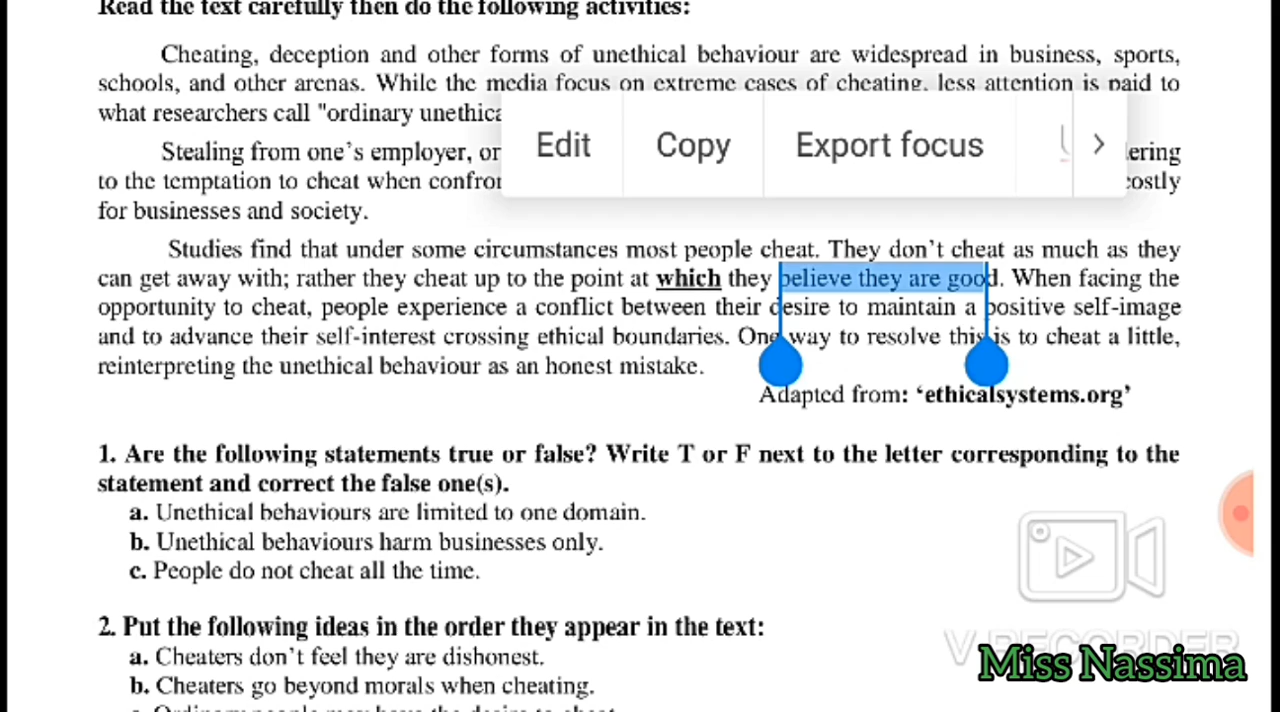 Read the text carefully then do the following activities:
Cheating, deception and other forms of unethical behaviour are widespread in business, sports,
schools, and other arenas. While the media focus on extreme cases of cheating, less attention is paid to
what researchers call "ordinary unethica
Edit Copy Export focus
Stealing from one's employer, or ering
to the temptation to cheat when confron costly
for businesses and society.
Studies find that under some circumstances most people cheat. They don't cheat as much as they
can get away with; rather they cheat up to the point at which they believe they are good. When facing the
opportunity to cheat, people experience a conflict between their desire to maintain a positive self-image
and to advance their self-interest crossing ethical boundaries. One way to resolve this is to cheat a little,
reinterpreting the unethical behaviour as an honest mistake.
Adapted from: 'ethicalsystems.org'
1. Are the following statements true or false? Write T or F next to the letter corresponding to the
statement and correct the false one(s).
a. Unethical behaviours are limited to one domain.
b. Unethical behaviours harm businesses only.
c. People do not cheat all the time.
2. Put the following ideas in the order they appear in the text:
a. Cheaters don't feel they are dishonest.
V RECORDER
Miss Nassima
b. Cheaters go beyond morals when cheating.
c. Ordinary people may have the desire to cheat